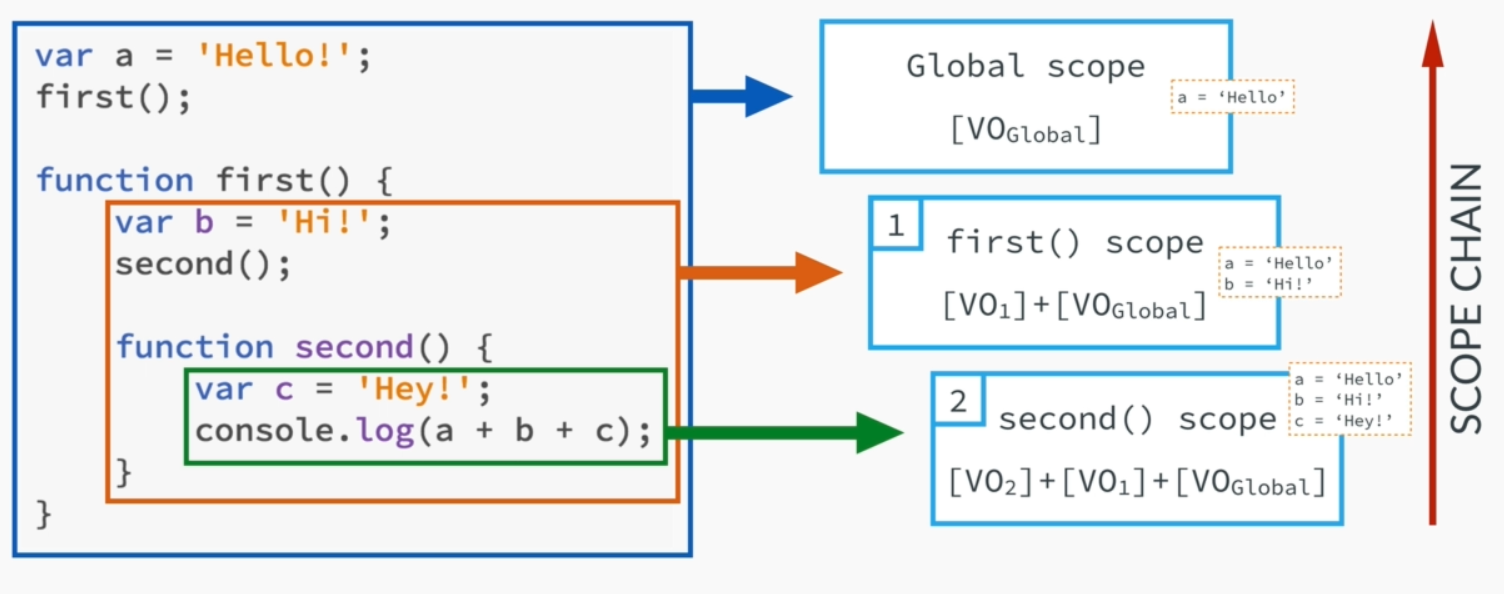 var a = 'Hello!';
first();
function first() {
var b = 'Hi!';
second();
function second() {
var c = 'Hey!';
console.log(a + b + c);
}
}
Global scope
[VOGlobal]
a = ‘Hello’
1
first() scope
[VO1]+[VOGlobal]
a = ‘Hello’
b = ‘Hi!’
2
second() scope
[VO2]+[VO1]+[VOGlobal]
a = ‘Hello’
b = ‘Hi!’
c = ‘Hey!’
SCOPE CHAIN